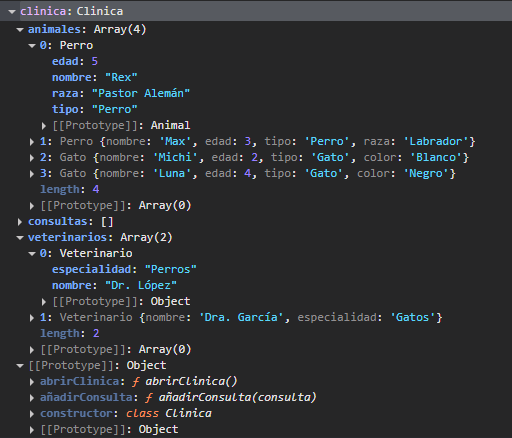 clinica: Clinica
animales: Array(4)
0: Perro
edad: 5
nombre: "Rex"
raza: "Pastor Alemán"
tipo: "Perro"
[[Prototype]]: Animal
1: Perro {nombre: 'Max', edad: 3, tipo: 'Perro', raza: 'Labrador'}
2: Gato {nombre: 'Michi', edad: 2, tipo: 'Gato', color: 'Blanco'}
3: Gato {nombre: 'Luna', edad: 4, tipo: 'Gato', color: 'Negro'}
length: 4
[[Prototype]]: Array(0)
consultas: []
veterinarios: Array(2)
0: Veterinario
especialidad: "Perros"
nombre: "Dr. López"
[[Prototype]]: Object
1: Veterinario {nombre: 'Dra. García', especialidad: 'Gatos'}
length: 2
[[Prototype]]: Array(0)
[[Prototype]]: Object
abrirClinica: ƒ abrirClinica()
añadirConsulta: ƒ añadirConsulta(consulta)
constructor: class Clinica
[[Prototype]]: Object